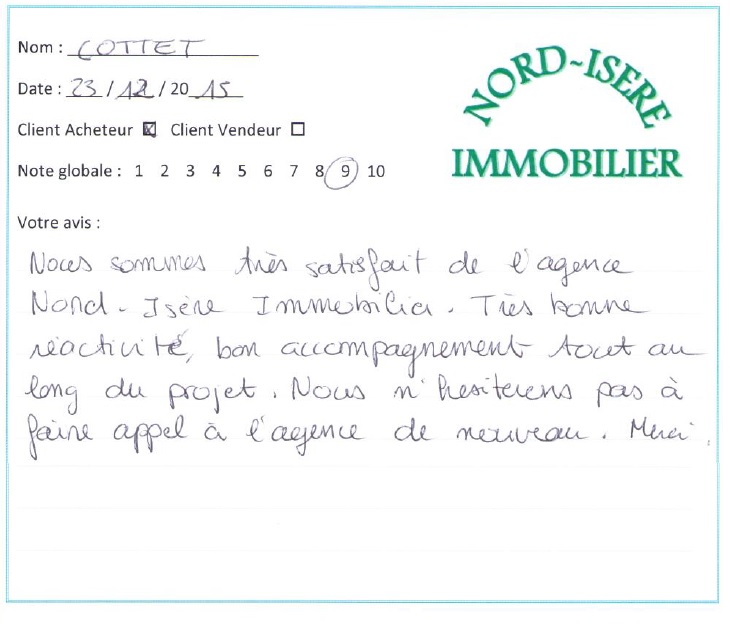 Nom : COTTET
Date : 23 / 12 / 20 15
NORD-ISERE
IMMOBILIER
Client Acheteur ☒ Client Vendeur ☐
Note globale : 1 2 3 4 5 6 7 8 9 10
Votre avis :
Nous sommes très satisfait de l'agence
Nord-Isère Immobilier. Très bonne
réactivité, bon accompagnement tout au
long du projet. Nous n'hesiterons pas à
faire appel à l'agence de nouveau. Merci.